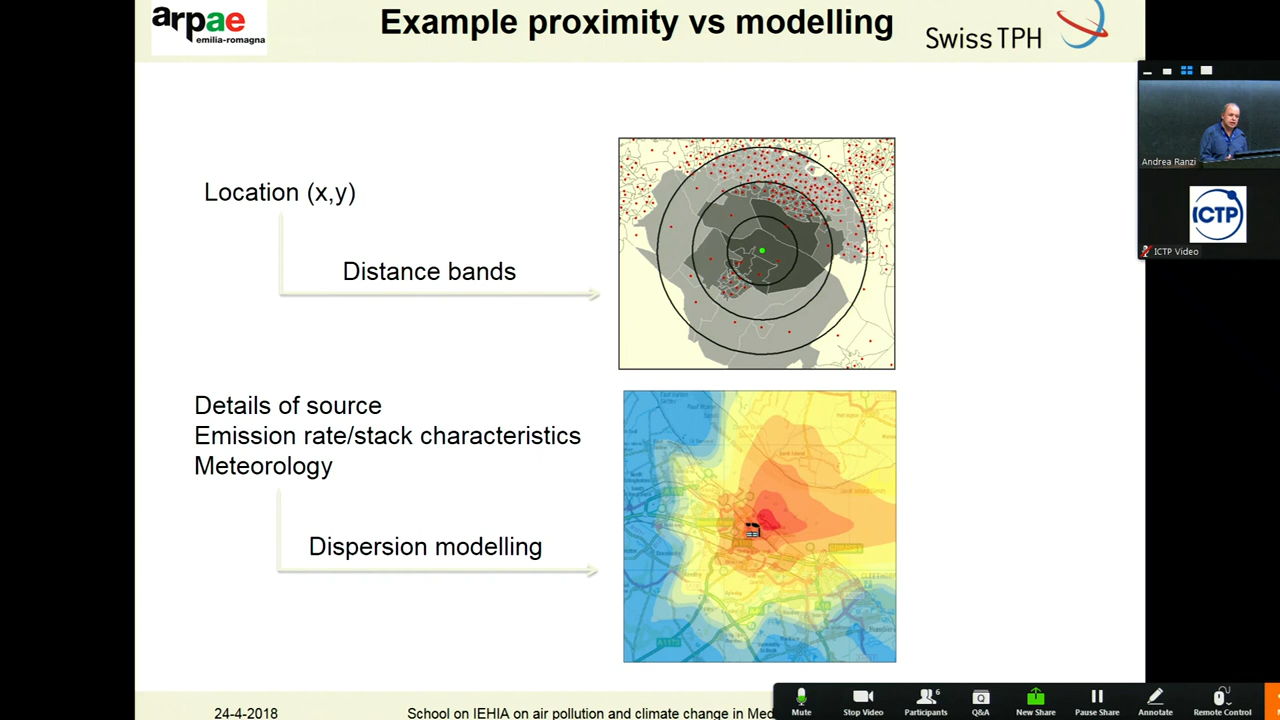 arpae
emilia-romagna
Example proximity vs modelling
Swiss TPH
Location (x,y)
Distance bands
Details of source
Emission rate/stack characteristics
Meteorology
Dispersion modelling
24-4-2018
School on IEHIA on air pollution and climate change in Med
Andrea Ranzi
ICTP
ICTP Video
Mute
Stop Video
Participants
6
Q&A
New Share
Pause Share
Annotate
Remote Control